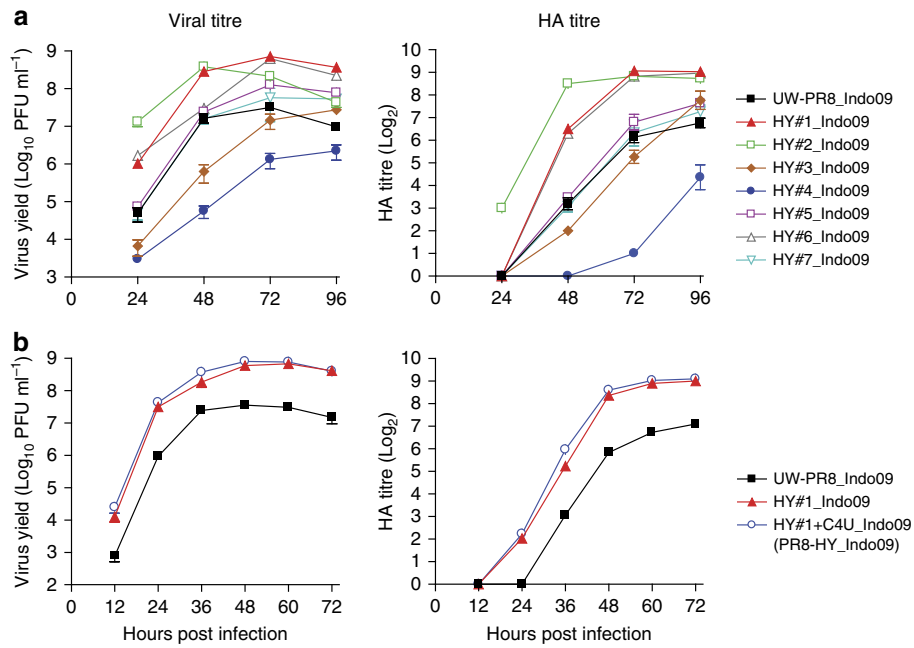 a
Viral titre
HA titre
Virus yield (Log₁₀ PFU ml⁻¹)
9
8
7
6
5
4
3
0
24
48
72
96
HA titre (Log₂)
10
9
8
7
6
5
4
3
2
1
0
0
24
48
72
96
UW-PR8_Indo09
HY#1_Indo09
HY#2_Indo09
HY#3_Indo09
HY#4_Indo09
HY#5_Indo09
HY#6_Indo09
HY#7_Indo09
b
Virus yield (Log₁₀ PFU ml⁻¹)
9
8
7
6
5
4
3
2
0
12
24
36
48
60
72
Hours post infection
HA titre (Log₂)
10
9
8
7
6
5
4
3
2
1
0
0
12
24
36
48
60
72
Hours post infection
UW-PR8_Indo09
HY#1_Indo09
HY#1+C4U_Indo09
(PR8-HY_Indo09)